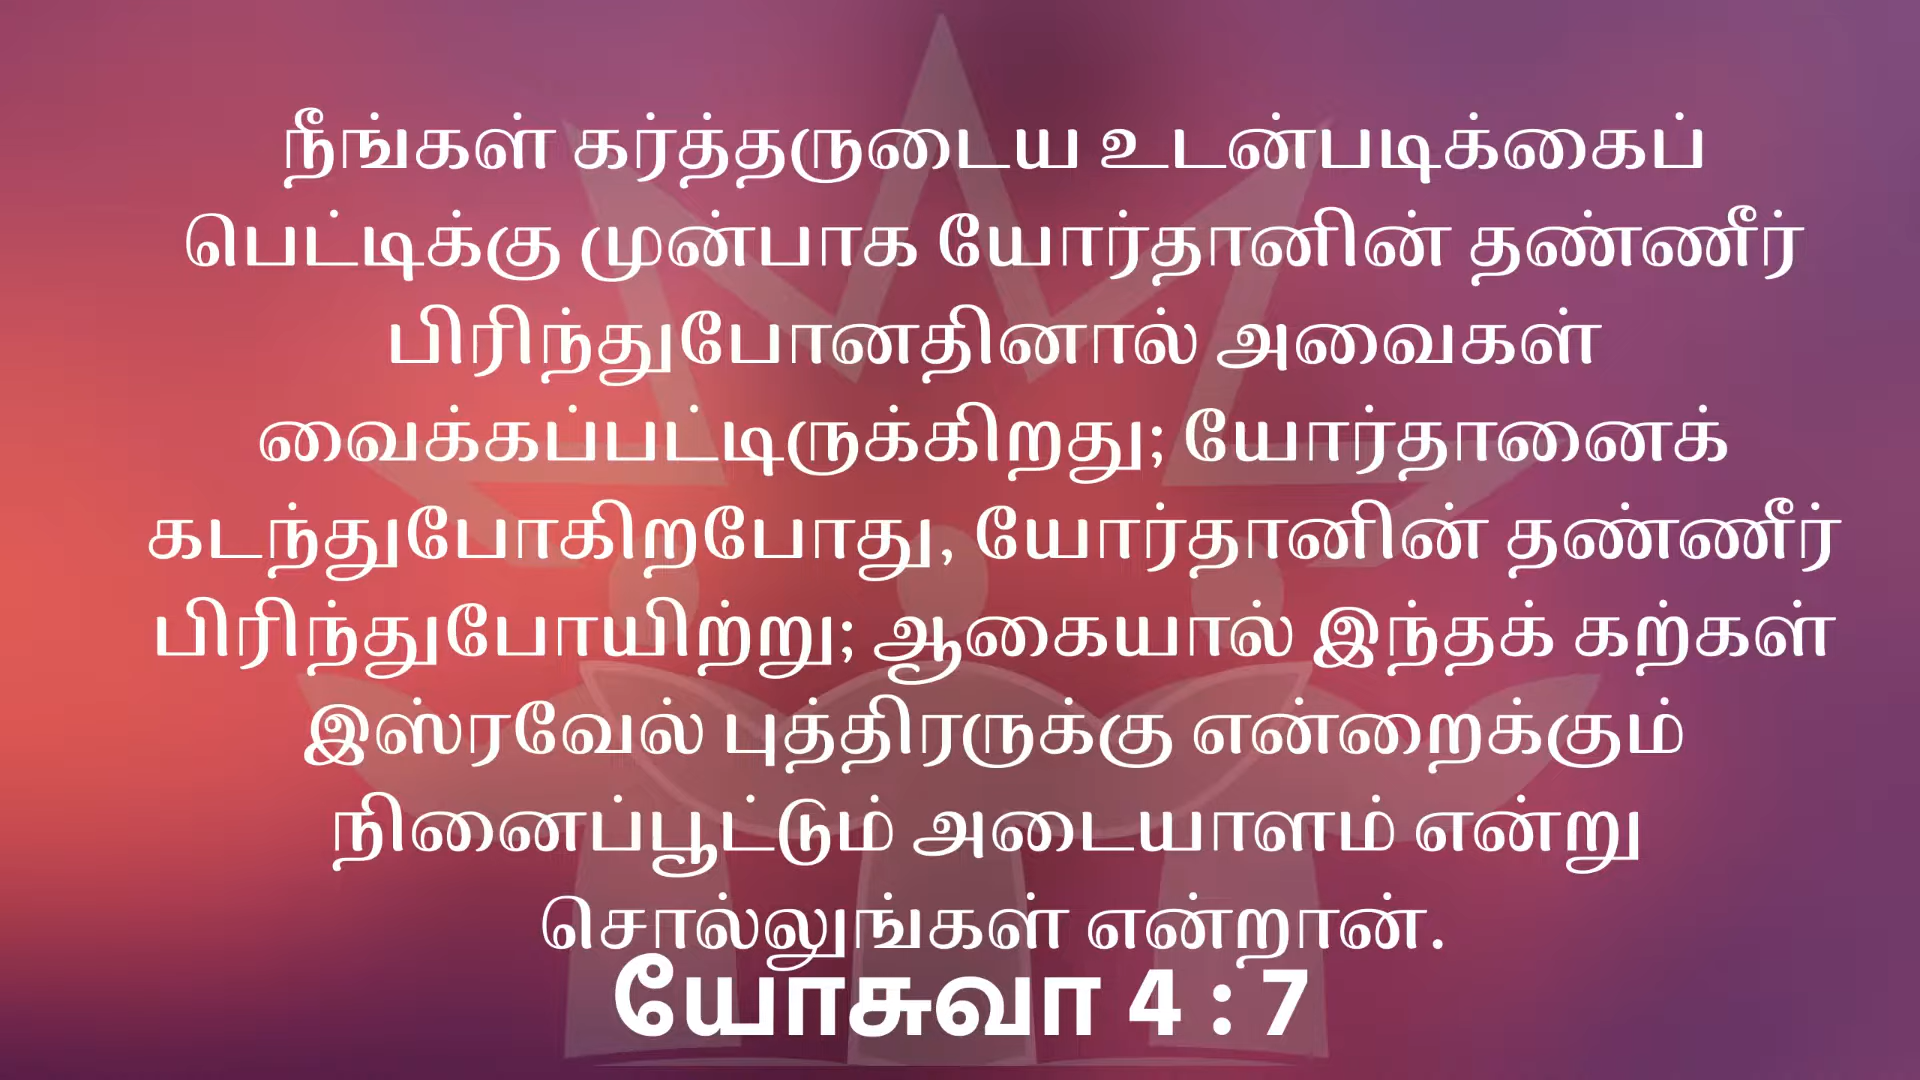 நீங்கள் கர்த்தருடைய உடன்படிக்கைப்
பெட்டிக்கு முன்பாக யோர்தானின் தண்ணீர்
பிரிந்துபோனதினால் அவைகள்
வைக்கப்பட்டிருக்கிறது; யோர்தானைக்
கடந்துபோகிறபோது, யோர்தானின் தண்ணீர்
பிரிந்துபோயிற்று; ஆகையால் இந்தக் கற்கள்
இஸ்ரவேல் புத்திரருக்கு என்றைக்கும்
நினைப்பூட்டும் அடையாளம் என்று
சொல்லுங்கள் என்றான்.
யோசுவா 4 : 7